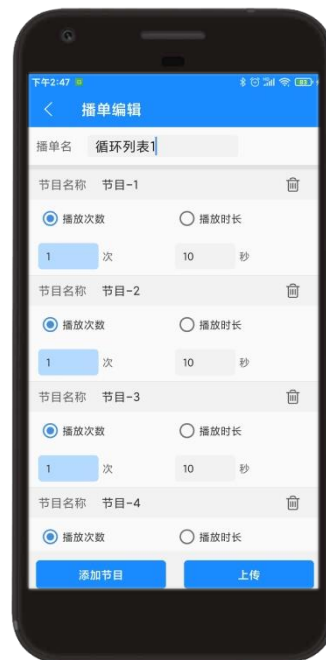 下午2:47
播单编辑
播单名 循环列表1
节目名称 节目-1
播放次数 播放时长
1 次 10 秒
节目名称 节目-2
播放次数 播放时长
1 次 10 秒
节目名称 节目-3
播放次数 播放时长
1 次 10 秒
节目名称 节目-4
播放次数 播放时长
添加节目 上传